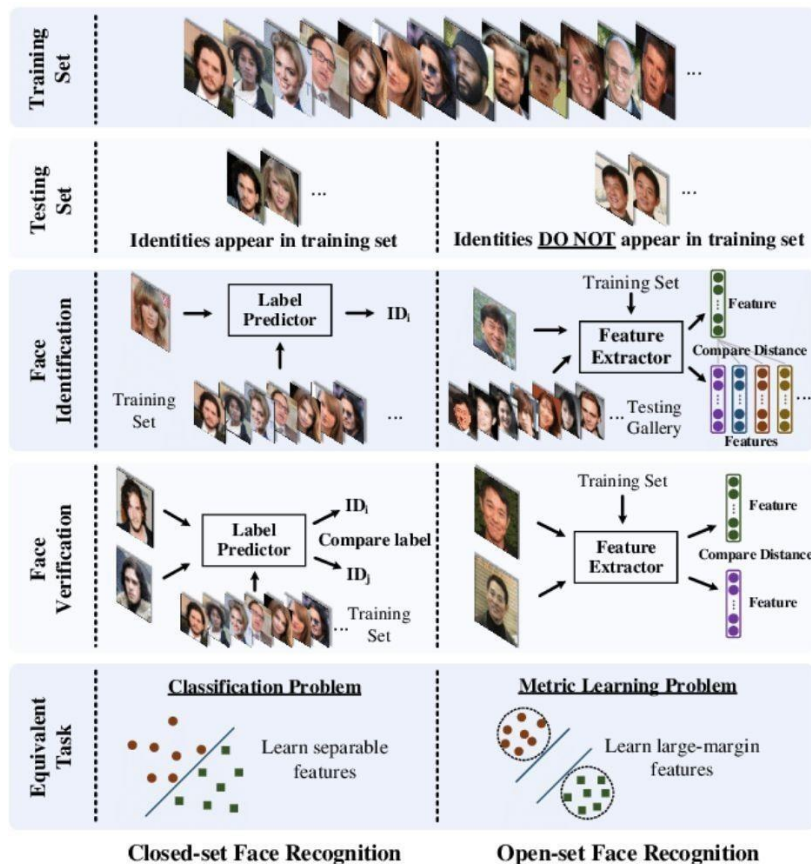 Training
Set
...
Testing
Set
...
Identities appear in training set
...
Identities DO NOT appear in training set
Face
Identification
Label
Predictor
IDi
Training
Set
...
Training Set
Feature
Extractor
Feature
Compare Distance
... Testing
Gallery
...
Features
Face
Verification
Label
Predictor
IDi
Compare label
IDj
... Training
Set
Training Set
Feature
Extractor
Feature
Compare Distance
Feature
Equivalent
Task
Classification Problem
Learn separable
features
Metric Learning Problem
Learn large-margin
features
Closed-set Face Recognition
Open-set Face Recognition